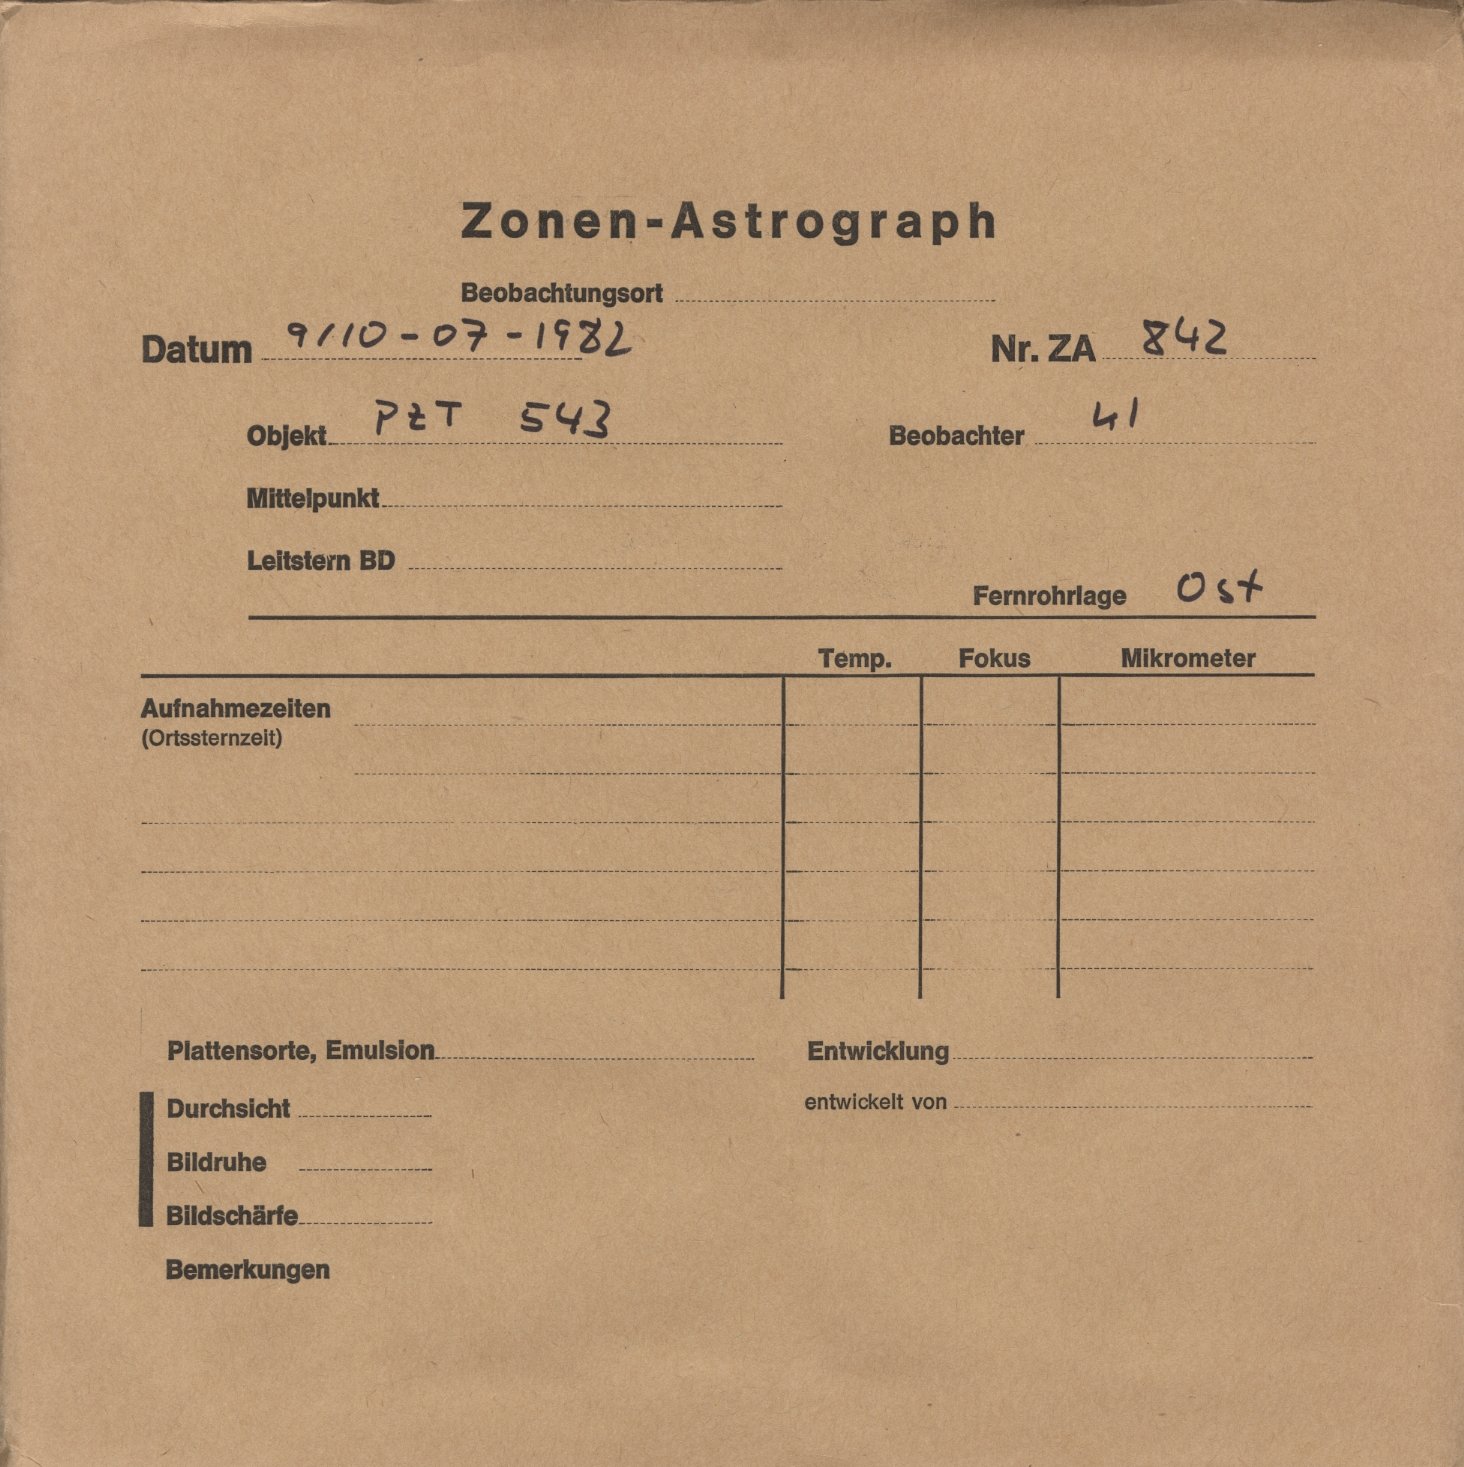 Zonen-Astrograph
Beobachtungsort
Datum 9/10-07-1982 Nr. ZA 842
Objekt PZT 543 Beobachter 41
Mittelpunkt
Leitstern BD
Fernrohrlage Ost
Temp. Fokus Mikrometer
Aufnahmezeiten
(Ortssternzeit)
Plattensorte, Emulsion Entwicklung
Durchsicht entwickelt von
Bildruhe
Bildschärfe
Bemerkungen